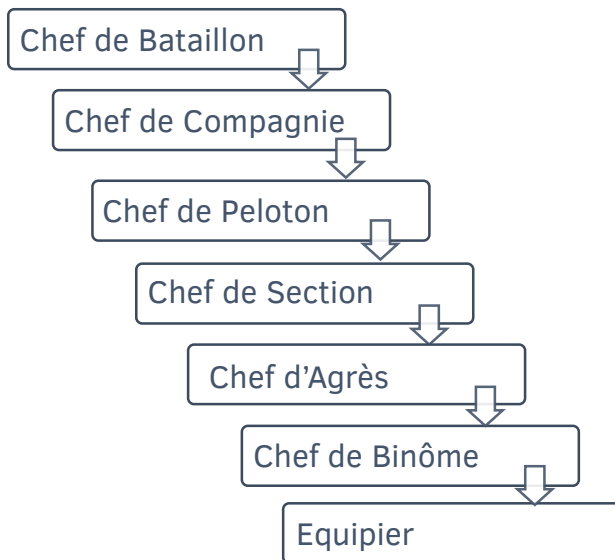 Chef de Bataillon
Chef de Compagnie
Chef de Peloton
Chef de Section
Chef d’Agrès
Chef de Binôme
Equipier